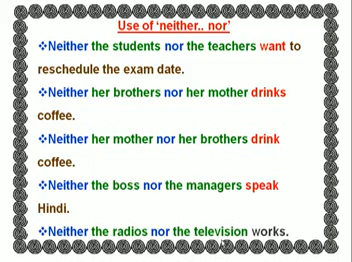 Use of ‘neither.. nor’
❖Neither the students nor the teachers want to
reschedule the exam date.
❖Neither her brothers nor her mother drinks
coffee.
❖Neither her mother nor her brothers drink
coffee.
❖Neither the boss nor the managers speak
Hindi.
❖Neither the radios nor the television works.